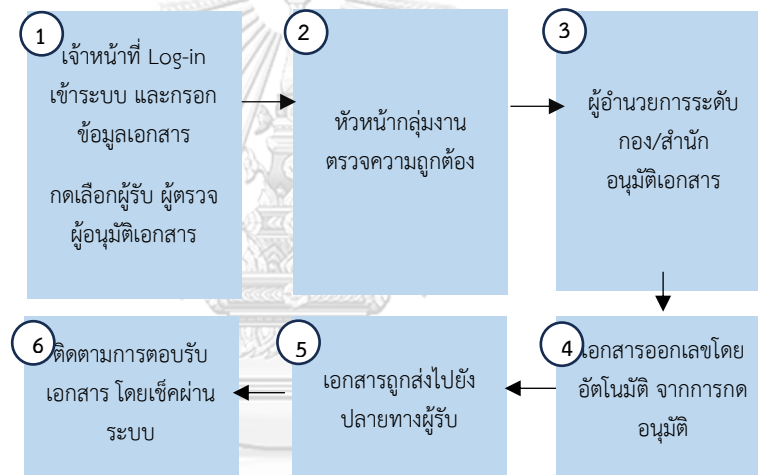 1
เจ้าหน้าที่ Log-in
เข้าระบบ และกรอก
ข้อมูลเอกสาร
กดเลือกผู้รับ ผู้ตรวจ
ผู้อนุมัติเอกสาร
2
หัวหน้ากลุ่มงาน
ตรวจความถูกต้อง
3
ผู้อำนวยการระดับ
กอง/สำนัก
อนุมัติเอกสาร
4
เอกสารออกเลขโดย
อัตโนมัติ จากการกด
อนุมัติ
5
เอกสารถูกส่งไปยัง
ปลายทางผู้รับ
6
ติดตามการตอบรับ
เอกสาร โดยเช็คผ่าน
ระบบ